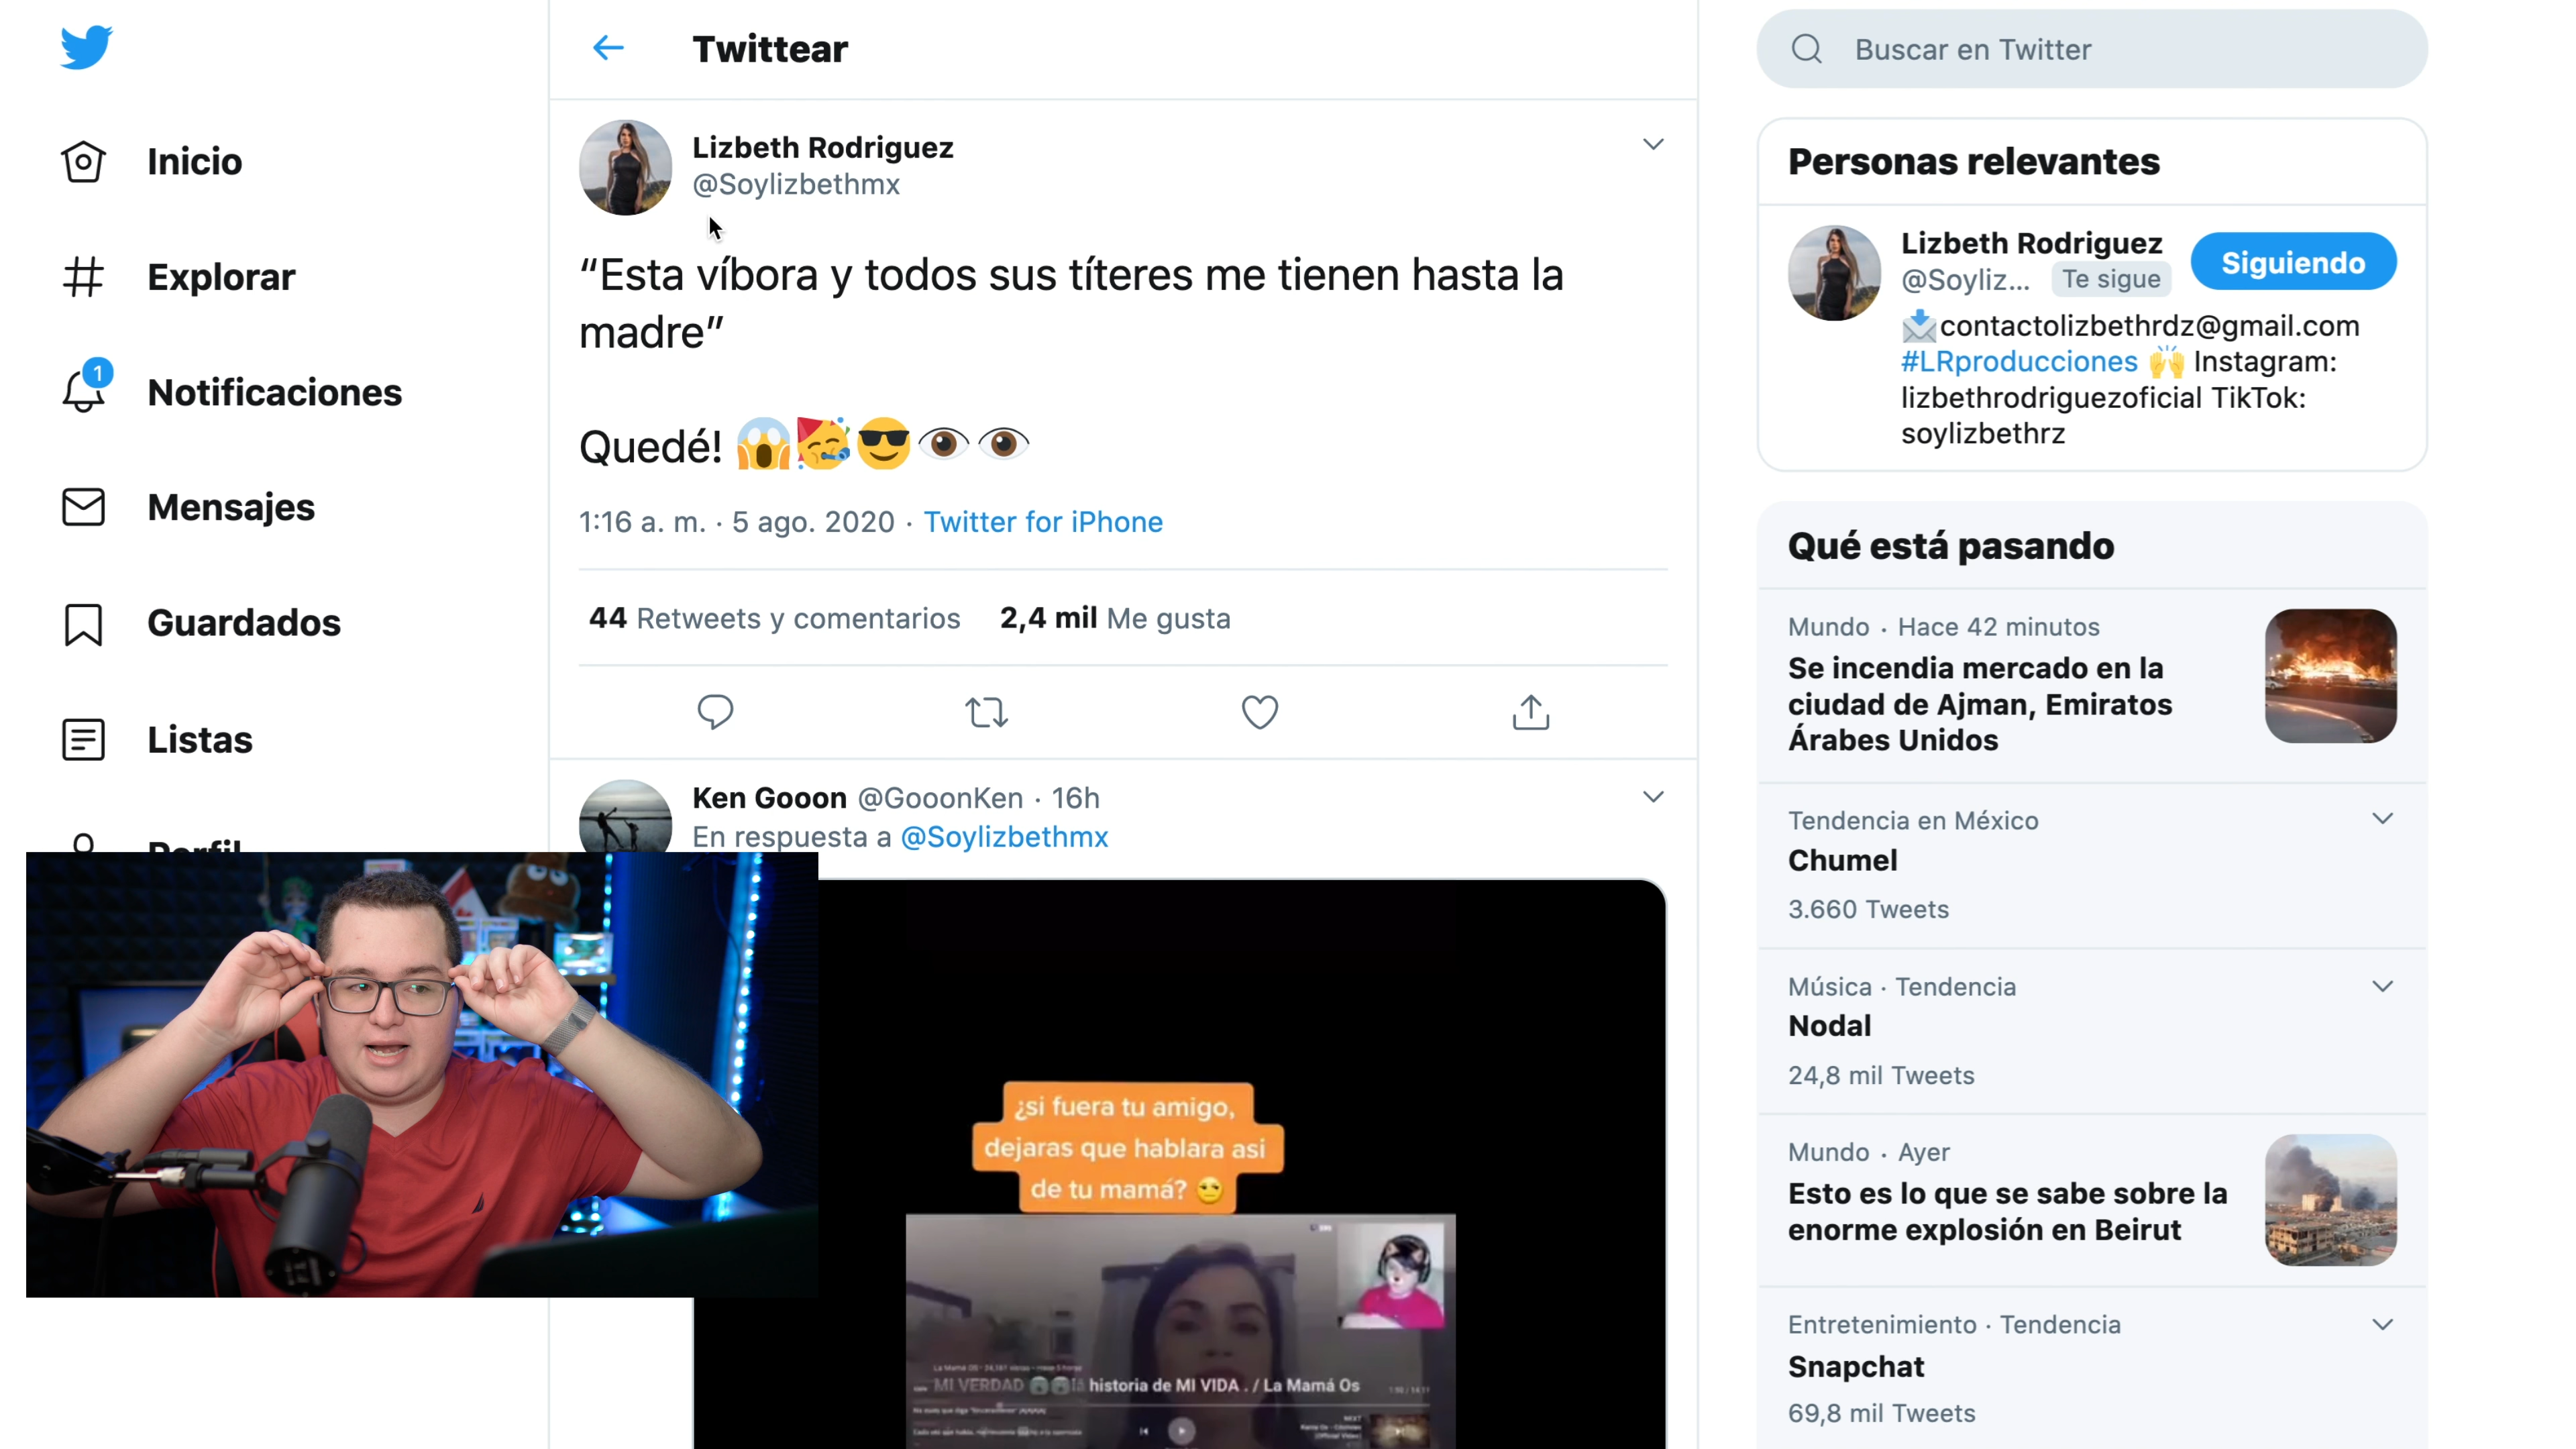 Inicio
Explorar
1
Notificaciones
Mensajes
Guardados
Listas
Perfil
Twittear
Lizbeth Rodriguez
@Soylizbethmx
“Esta víbora y todos sus títeres me tienen hasta la
madre”
Quedé! 😱🥳😎👁️👁️
1:16 a. m. · 5 ago. 2020 · Twitter for iPhone
44 Retweets y comentarios 2,4 mil Me gusta
Ken Gooon @GooonKen · 16h
En respuesta a @Soylizbethmx
¿si fuera tu amigo,
dejaras que hablara asi
de tu mamá? 😒
MI VERDAD
historia de MI VIDA . / La Mamá Os
Buscar en Twitter
Personas relevantes
Lizbeth Rodriguez
@Soyliz... Te sigue
Siguiendo
📩contactolizbethrdz@gmail.com
#LRproducciones 🙌 Instagram:
lizbethrodriguezoficial TikTok:
soylizbethrz
Qué está pasando
Mundo · Hace 42 minutos
Se incendia mercado en la
ciudad de Ajman, Emiratos
Árabes Unidos
Tendencia en México
Chumel
3.660 Tweets
Música · Tendencia
Nodal
24,8 mil Tweets
Mundo · Ayer
Esto es lo que se sabe sobre la
enorme explosión en Beirut
Entretenimiento · Tendencia
Snapchat
69,8 mil Tweets